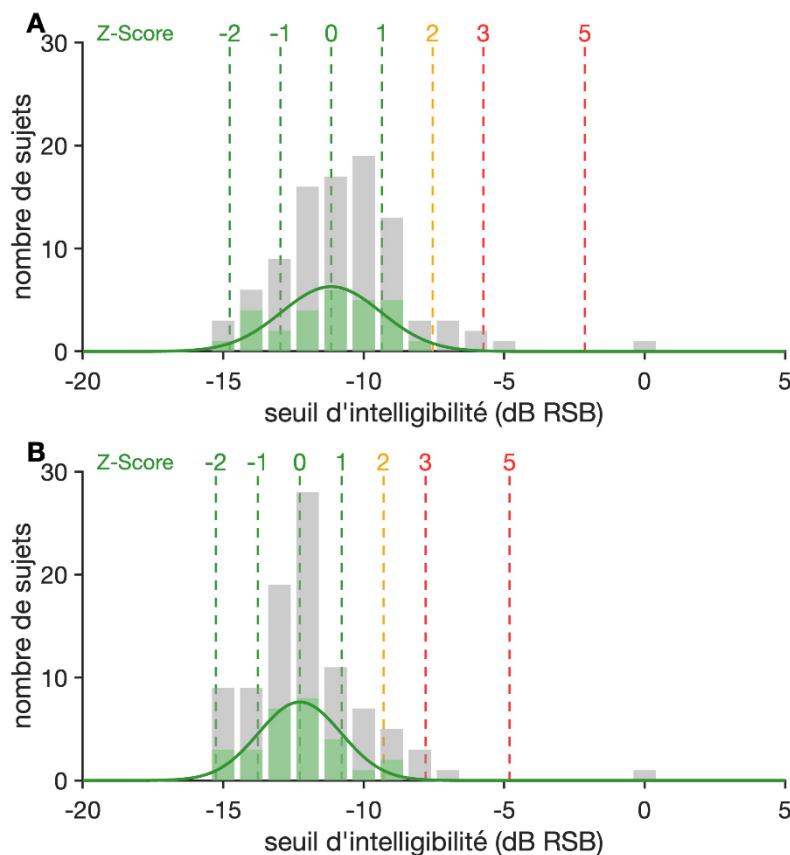 A
Z-Score -2 -1 0 1 2 3 5
30
20
10
0
nombre de sujets
-20 -15 -10 -5 0 5
seuil d'intelligibilité (dB RSB)
B
Z-Score -2 -1 0 1 2 3 5
30
20
10
0
nombre de sujets
-20 -15 -10 -5 0 5
seuil d'intelligibilité (dB RSB)